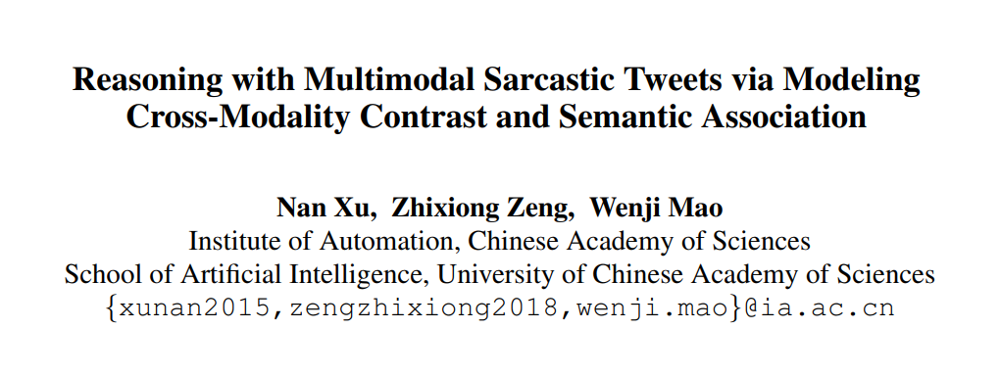 Reasoning with Multimodal Sarcastic Tweets via Modeling
Cross-Modality Contrast and Semantic Association
Nan Xu, Zhixiong Zeng, Wenji Mao
Institute of Automation, Chinese Academy of Sciences
School of Artificial Intelligence, University of Chinese Academy of Sciences
{xunan2015,zengzhixiong2018,wenji.mao}@ia.ac.cn